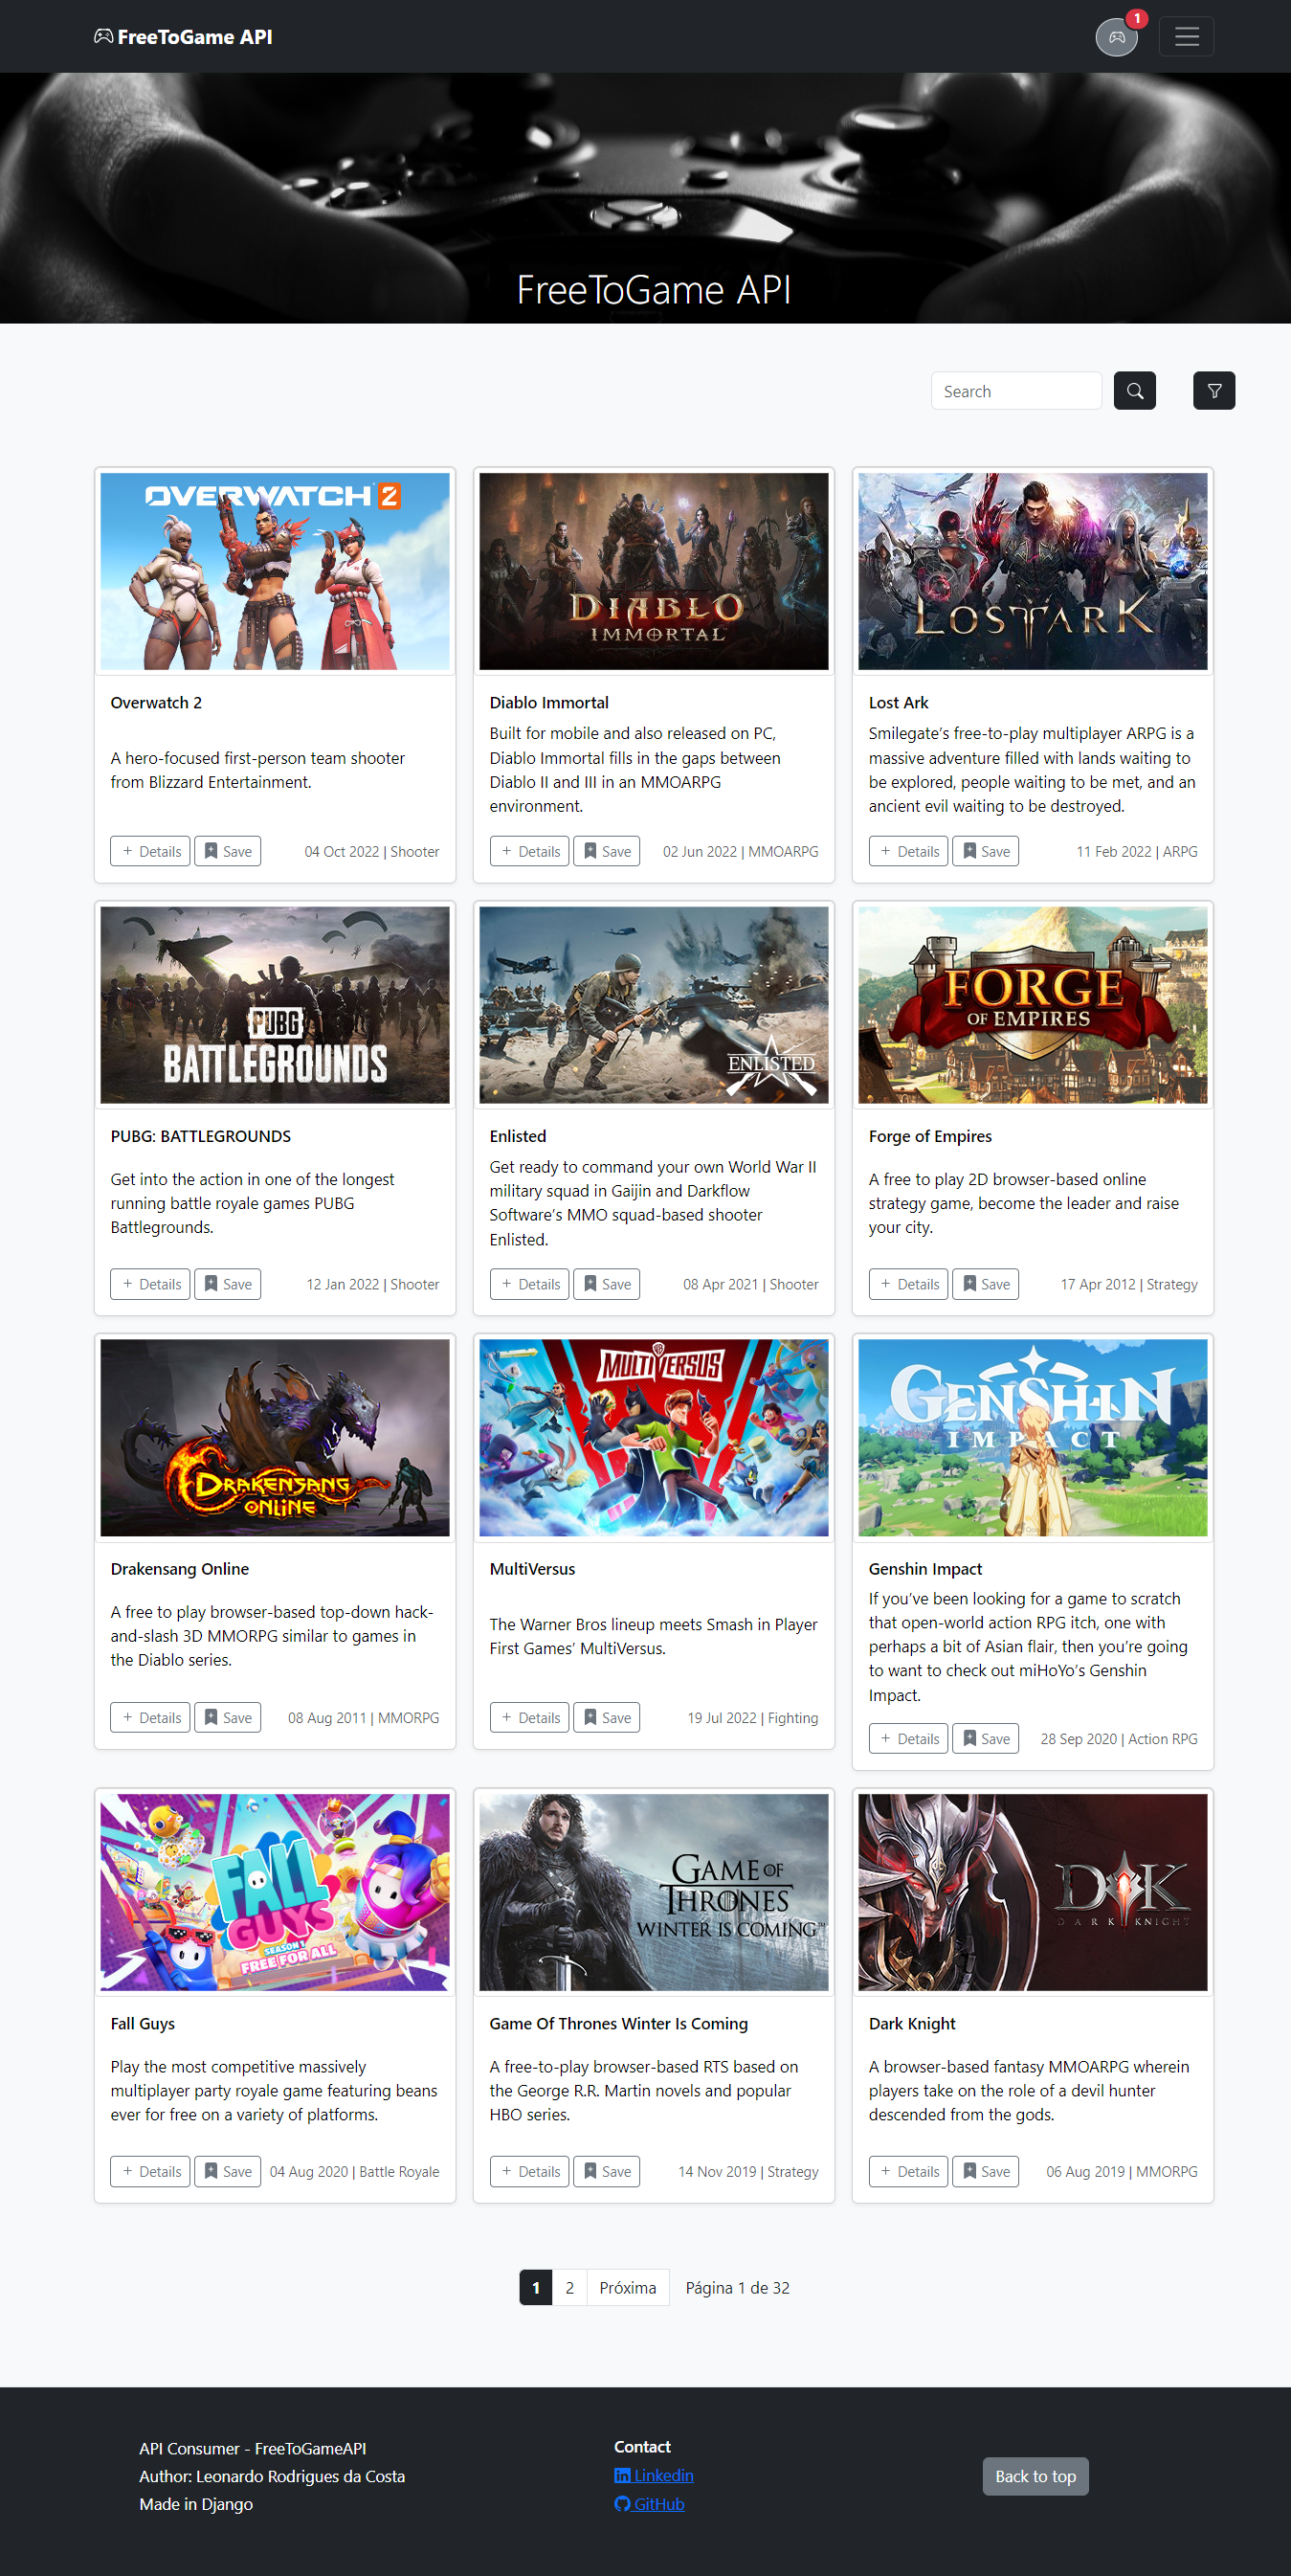 FreeToGame API
1
FreeToGame API
Search
OVERWATCH 2
DIABLO
IMMORTAL
LOST ARK
Overwatch 2
A hero-focused first-person team shooter
from Blizzard Entertainment.
Details Save 04 Oct 2022 | Shooter
Diablo Immortal
Built for mobile and also released on PC,
Diablo Immortal fills in the gaps between
Diablo II and III in an MMOARPG
environment.
Details Save 02 Jun 2022 | MMOARPG
Lost Ark
Smilegate’s free-to-play multiplayer ARPG is a
massive adventure filled with lands waiting to
be explored, people waiting to be met, and an
ancient evil waiting to be destroyed.
Details Save 11 Feb 2022 | ARPG
PUBG
BATTLEGROUNDS
ENLISTED
FORGE
OF EMPIRES
PUBG: BATTLEGROUNDS
Get into the action in one of the longest
running battle royale games PUBG
Battlegrounds.
Details Save 12 Jan 2022 | Shooter
Enlisted
Get ready to command your own World War II
military squad in Gaijin and Darkflow
Software’s MMO squad-based shooter
Enlisted.
Details Save 08 Apr 2021 | Shooter
Forge of Empires
A free to play 2D browser-based online
strategy game, become the leader and raise
your city.
Details Save 17 Apr 2012 | Strategy
DRAKENSANG
ONLINE
MULTIVERSUS
GENSHIN
IMPACT
Drakensang Online
A free to play browser-based top-down hack-
and-slash 3D MMORPG similar to games in
the Diablo series.
Details Save 08 Aug 2011 | MMORPG
MultiVersus
The Warner Bros lineup meets Smash in Player
First Games’ MultiVersus.
Details Save 19 Jul 2022 | Fighting
Genshin Impact
If you’ve been looking for a game to scratch
that open-world action RPG itch, one with
perhaps a bit of Asian flair, then you’re going
to want to check out miHoYo’s Genshin
Impact.
Details Save 28 Sep 2020 | Action RPG
FALL
GUYS
SEASON 1
FREE FOR ALL
GAME OF
THRONES
WINTER IS COMING™
DK
DARK KNIGHT
Fall Guys
Play the most competitive massively
multiplayer party royale game featuring beans
ever for free on a variety of platforms.
Details Save 04 Aug 2020 | Battle Royale
Game Of Thrones Winter Is Coming
A free-to-play browser-based RTS based on
the George R.R. Martin novels and popular
HBO series.
Details Save 14 Nov 2019 | Strategy
Dark Knight
A browser-based fantasy MMOARPG wherein
players take on the role of a devil hunter
descended from the gods.
Details Save 06 Aug 2019 | MMORPG
1 2 Próxima Página 1 de 32
API Consumer - FreeToGameAPI
Author: Leonardo Rodrigues da Costa
Made in Django
Contact
Linkedin
GitHub
Back to top